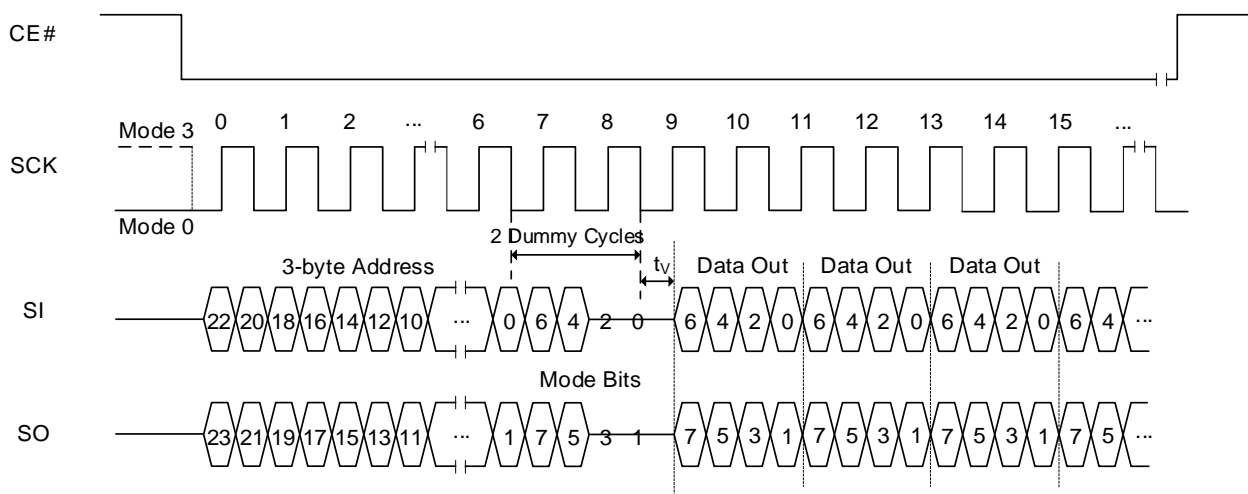 CE#
0 1 2 ... 6 7 8 9 10 11 12 13 14 15 ...
Mode 3
SCK
Mode 0
2 Dummy Cycles
3-byte Address tV Data Out Data Out Data Out
SI 22 20 18 16 14 12 10 ... 0 6 4 2 0 6 4 2 0 6 4 2 0 6 4 2 0 6 4 ...
Mode Bits
SO 23 21 19 17 15 13 11 ... 1 7 5 3 1 7 5 3 1 7 5 3 1 7 5 3 1 7 5 ...